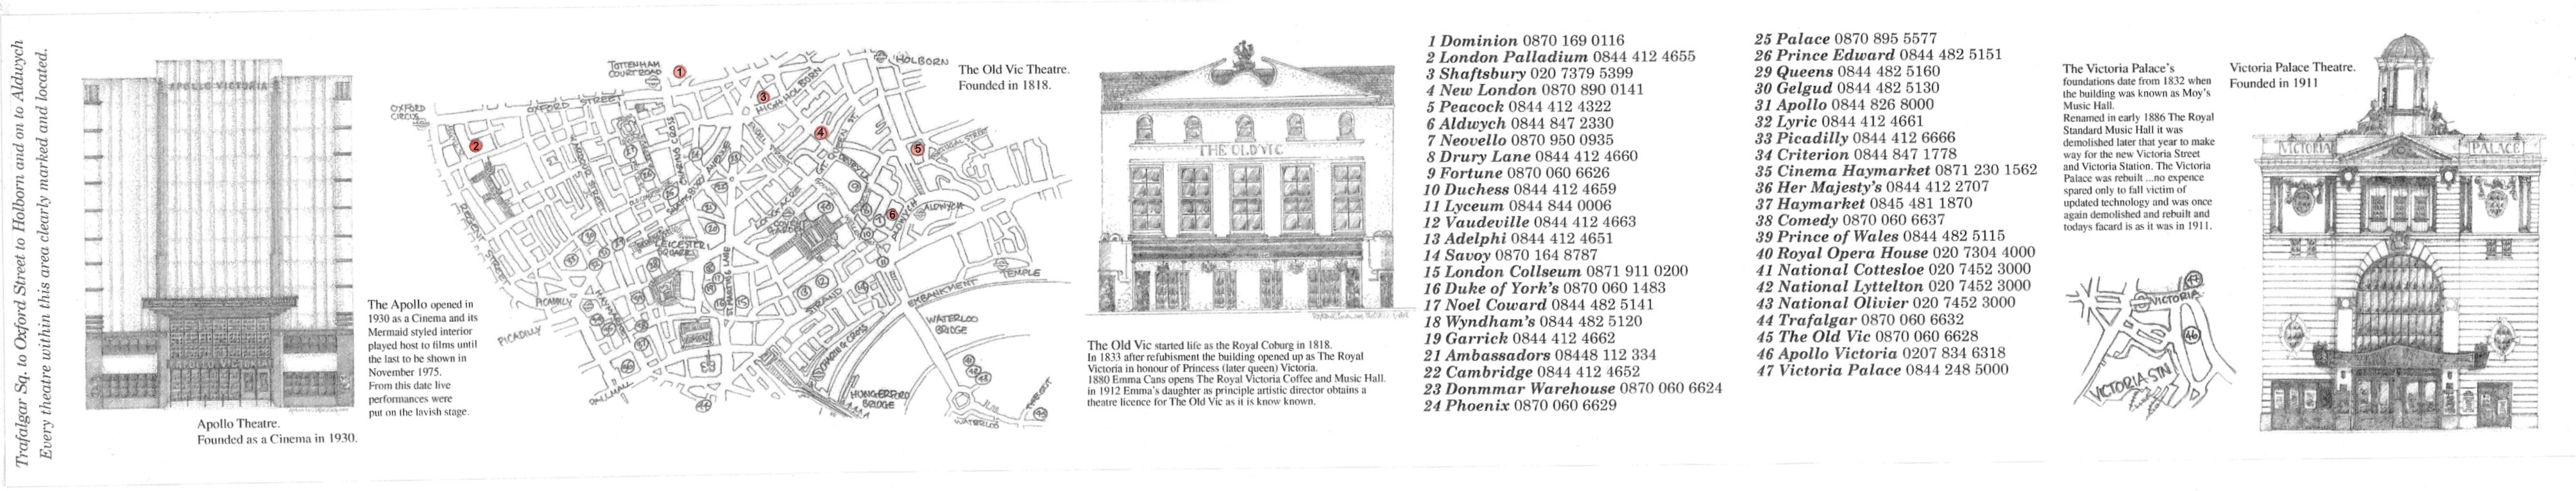 Trafalgar Sq. to Oxford Street to Holborn and on to Aldwych
Every theatre within this area clearly marked and located.
APOLLO VICTORIA
APOLLO VICTORIA
Apollo Theatre.
Founded as a Cinema in 1930.
The Apollo opened in
1930 as a Cinema and its
Mermaid styled interior
played host to films until
the last to be shown in
November 1975.
From this date live
performances were
put on the lavish stage.
OXFORD
CIRCUS
TOTTENHAM
COURT ROAD
HOLBORN
OXFORD STREET
HIGH HOLBORN
1
2
3
4
5
6
PORTUGAL STREET
CHARING CROSS
SHAFTSBURY AVENUE
REGENT STREET
LEICESTER
SQUARE
ALDWYCH
ALDWYCH
TEMPLE
STRAND
EMBANKMENT
WATERLOO
BRIDGE
PICADILLY
PICADILLY
PALL MALL
CHARING CROSS
HUNGERFORD
BRIDGE
WATERLOO
The Old Vic Theatre.
Founded in 1818.
THE OLD VIC
The Old Vic started life as the Royal Coburg in 1818.
In 1833 after refubisment the building opened up as The Royal
Victoria in honour of Princess (later queen) Victoria.
1880 Emma Cans opens The Royal Victoria Coffee and Music Hall.
in 1912 Emma's daughter as principle artistic director obtains a
theatre licence for The Old Vic as it is know known.
1 Dominion 0870 169 0116
2 London Palladium 0844 412 4655
3 Shaftsbury 020 7379 5399
4 New London 0870 890 0141
5 Peacock 0844 412 4322
6 Aldwych 0844 847 2330
7 Neovello 0870 950 0935
8 Drury Lane 0844 412 4660
9 Fortune 0870 060 6626
10 Duchess 0844 412 4659
11 Lyceum 0844 844 0006
12 Vaudeville 0844 412 4663
13 Adelphi 0844 412 4651
14 Savoy 0870 164 8787
15 London Collseum 0871 911 0200
16 Duke of York's 0870 060 1483
17 Noel Coward 0844 482 5141
18 Wyndham's 0844 482 5120
19 Garrick 0844 412 4662
21 Ambassadors 08448 112 334
22 Cambridge 0844 412 4652
23 Donmmar Warehouse 0870 060 6624
24 Phoenix 0870 060 6629
25 Palace 0870 895 5577
26 Prince Edward 0844 482 5151
29 Queens 0844 482 5160
30 Gelgud 0844 482 5130
31 Apollo 0844 826 8000
32 Lyric 0844 412 4661
33 Picadilly 0844 412 6666
34 Criterion 0844 847 1778
35 Cinema Haymarket 0871 230 1562
36 Her Majesty's 0844 412 2707
37 Haymarket 0845 481 1870
38 Comedy 0870 060 6637
39 Prince of Wales 0844 482 5115
40 Royal Opera House 020 7304 4000
41 National Cottesloe 020 7452 3000
42 National Lyttelton 020 7452 3000
43 National Olivier 020 7452 3000
44 Trafalgar 0870 060 6632
45 The Old Vic 0870 060 6628
46 Apollo Victoria 0207 834 6318
47 Victoria Palace 0844 248 5000
The Victoria Palace's
foundations date from 1832 when
the building was known as Moy's
Music Hall.
Renamed in early 1886 The Royal
Standard Music Hall it was
demolished later that year to make
way for the new Victoria Street
and Victoria Station. The Victoria
Palace was rebuilt ...no expence
spared only to fall victim of
updated technology and was once
again demolished and rebuilt and
todays facard is as it was in 1911.
47
VICTORIA
46
VICTORIA STN
Victoria Palace Theatre.
Founded in 1911
VICTORIA PALACE